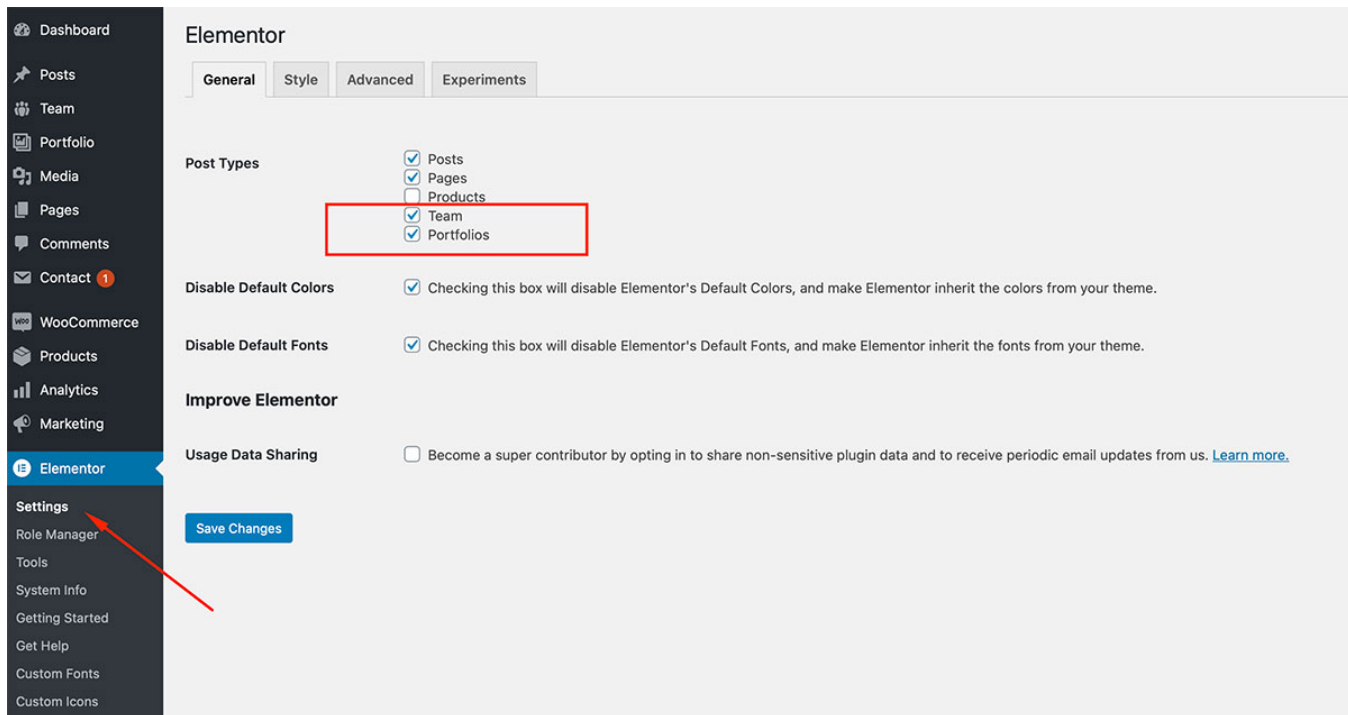 Dashboard
Posts
Team
Portfolio
Media
Pages
Comments
Contact 1
WooCommerce
Products
Analytics
Marketing
Elementor
Settings
Role Manager
Tools
System Info
Getting Started
Get Help
Custom Fonts
Custom Icons
Elementor
General Style Advanced Experiments
Post Types
Posts
Pages
Products
Team
Portfolios
Disable Default Colors Checking this box will disable Elementor's Default Colors, and make Elementor inherit the colors from your theme.
Disable Default Fonts Checking this box will disable Elementor's Default Fonts, and make Elementor inherit the fonts from your theme.
Improve Elementor
Usage Data Sharing Become a super contributor by opting in to share non-sensitive plugin data and to receive periodic email updates from us. Learn more.
Save Changes